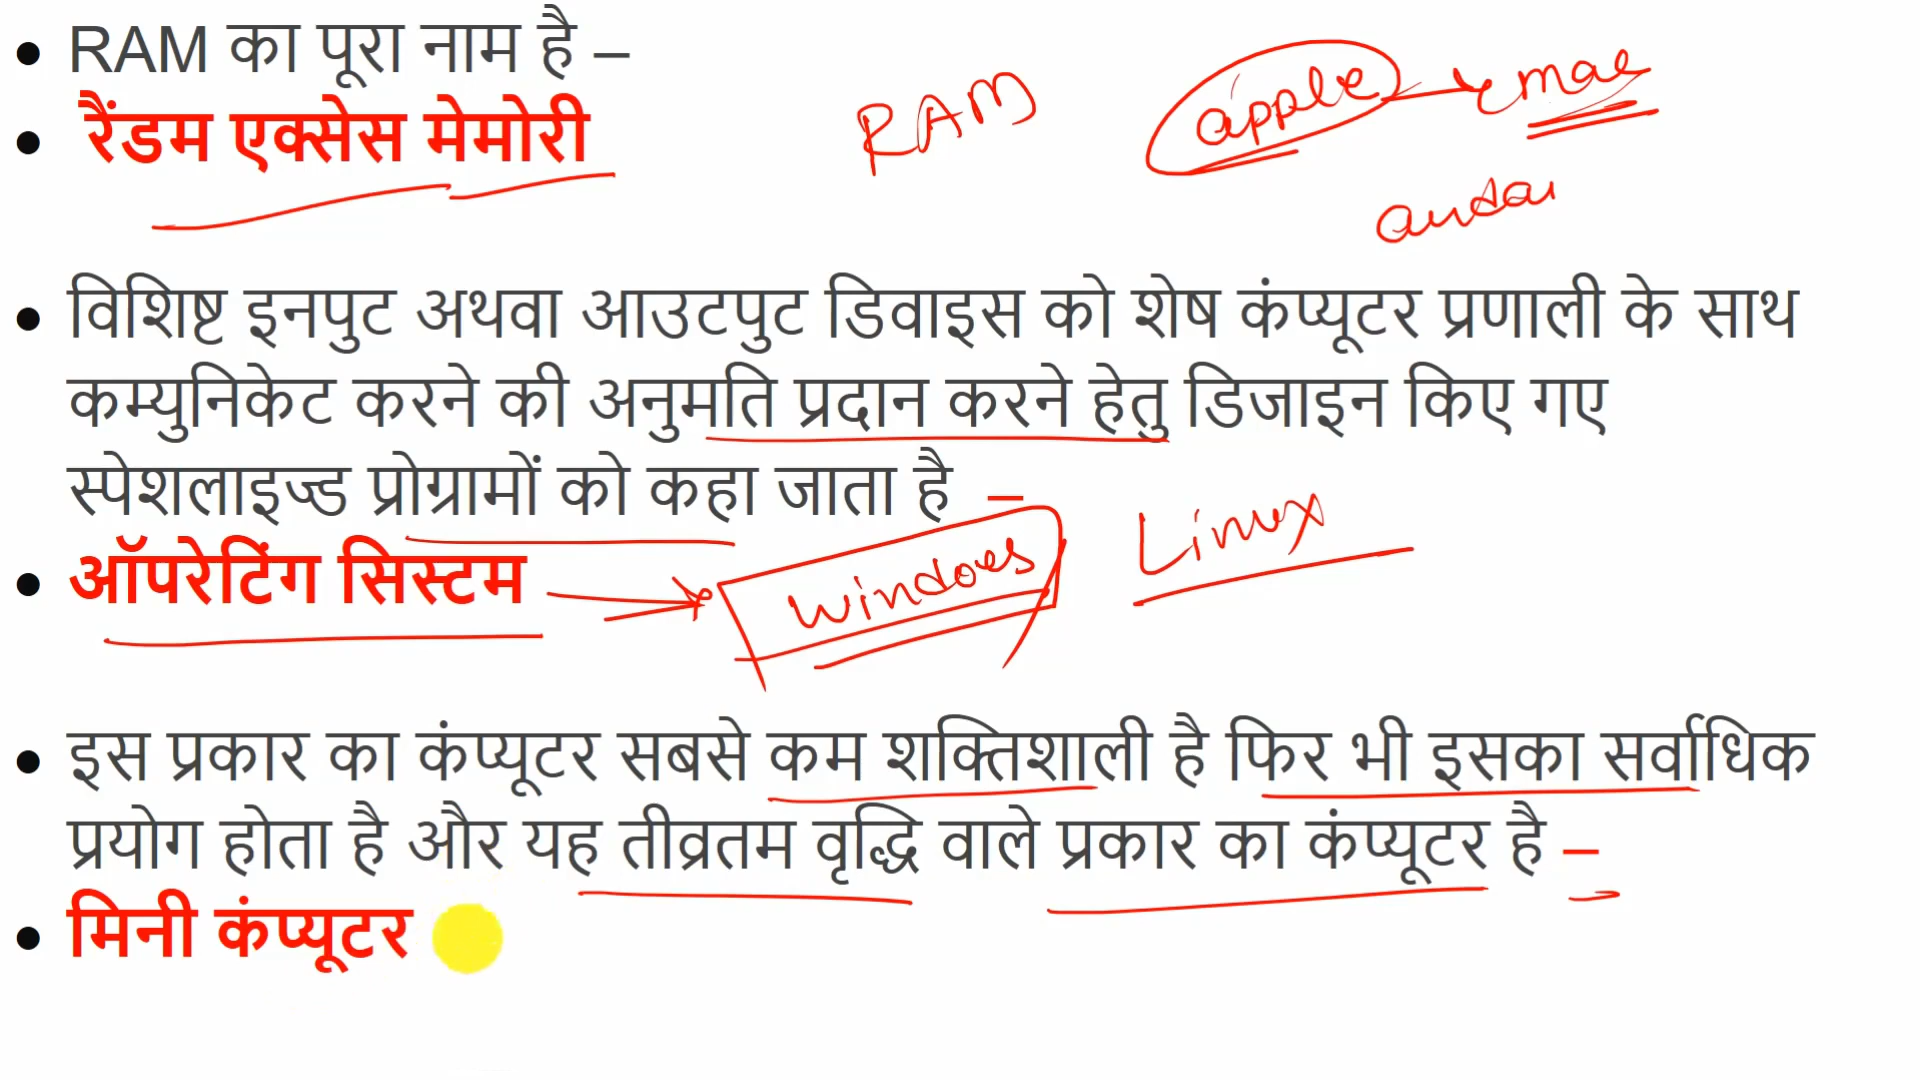 RAM का पूरा नाम है –
रैंडम एक्सेस मेमोरी
RAM
apple
mac
विशिष्ट इनपुट अथवा आउटपुट डिवाइस को शेष कंप्यूटर प्रणाली के साथ
कम्युनिकेट करने की अनुमति प्रदान करने हेतु डिजाइन किए गए
स्पेशलाइज्ड प्रोग्रामों को कहा जाता है –
Linux
ऑपरेटिंग सिस्टम
windoes
इस प्रकार का कंप्यूटर सबसे कम शक्तिशाली है फिर भी इसका सर्वाधिक
प्रयोग होता है और यह तीव्रतम वृद्धि वाले प्रकार का कंप्यूटर है –
मिनी कंप्यूटर